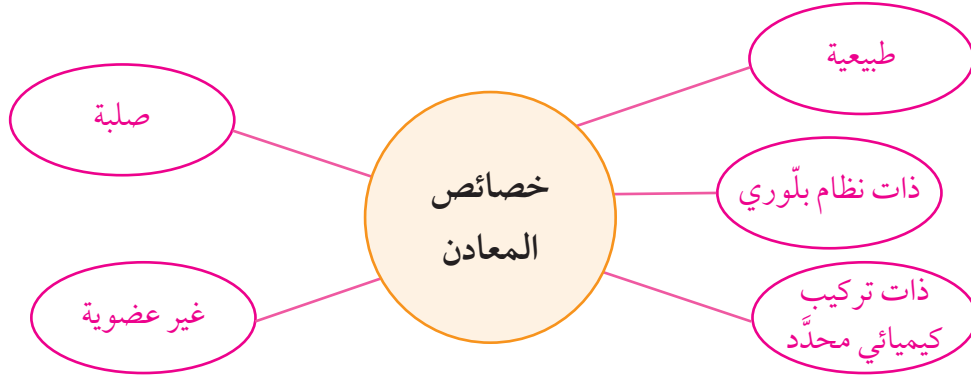 خصائص
المعادن
طبيعية
ذات نظام بلّوري
ذات تركيب
كيميائي محدَّد
صلبة
غير عضوية